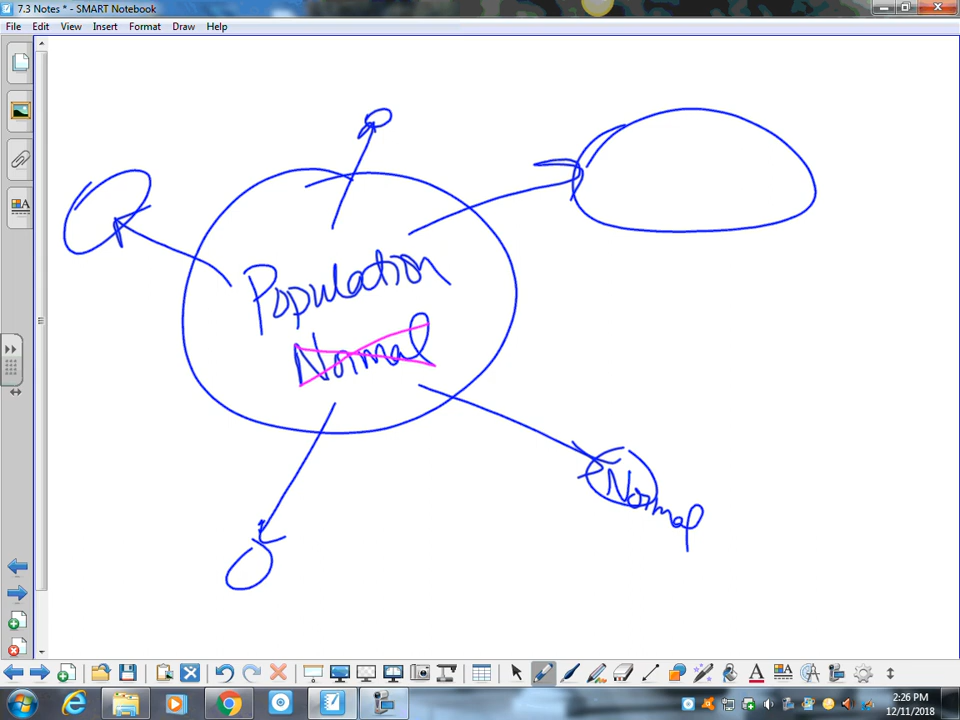 7.3 Notes * - SMART Notebook
File Edit View Insert Format Draw Help
Population
Normal
Normal
2:26 PM
12/11/2018